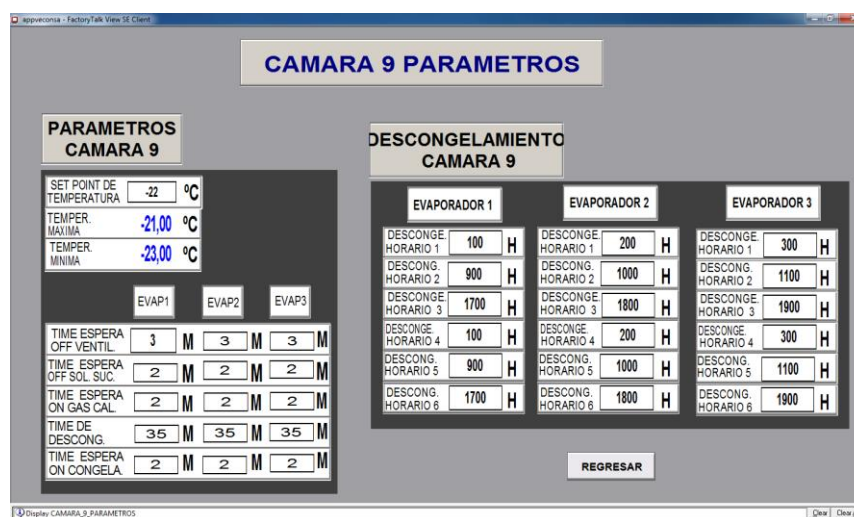 appveconsa - FactoryTalk View SE Client
CAMARA 9 PARAMETROS
PARAMETROS
CAMARA 9
SET POINT DE
TEMPERATURA
-22 ºC
TEMPER.
MAXIMA
-21,00 ºC
TEMPER.
MINIMA
-23,00 ºC
EVAP1 EVAP2 EVAP3
TIME ESPERA
OFF VENTIL.
3 M 3 M 3 M
TIME ESPERA
OFF SOL. SUC.
2 M 2 M 2 M
TIME ESPERA
ON GAS CAL.
2 M 2 M 2 M
TIME DE
DESCONG.
35 M 35 M 35 M
TIME ESPERA
ON CONGELA.
2 M 2 M 2 M
DESCONGELAMIENTO
CAMARA 9
EVAPORADOR 1
DESCONGE.
HORARIO 1
100 H
DESCONG.
HORARIO 2
900 H
DESCONGE.
HORARIO 3
1700 H
DESCONGE.
HORARIO 4
100 H
DESCONG.
HORARIO 5
900 H
DESCONG.
HORARIO 6
1700 H
EVAPORADOR 2
DESCONGE.
HORARIO 1
200 H
DESCONG.
HORARIO 2
1000 H
DESCONGE.
HORARIO 3
1800 H
DESCONGE.
HORARIO 4
200 H
DESCONG.
HORARIO 5
1000 H
DESCONG.
HORARIO 6
1800 H
EVAPORADOR 3
DESCONGE.
HORARIO 1
300 H
DESCONG.
HORARIO 2
1100 H
DESCONGE.
HORARIO 3
1900 H
DESCONGE.
HORARIO 4
300 H
DESCONG.
HORARIO 5
1100 H
DESCONG.
HORARIO 6
1900 H
REGRESAR
Display CAMARA_9_PARAMETROS
Clear Clear